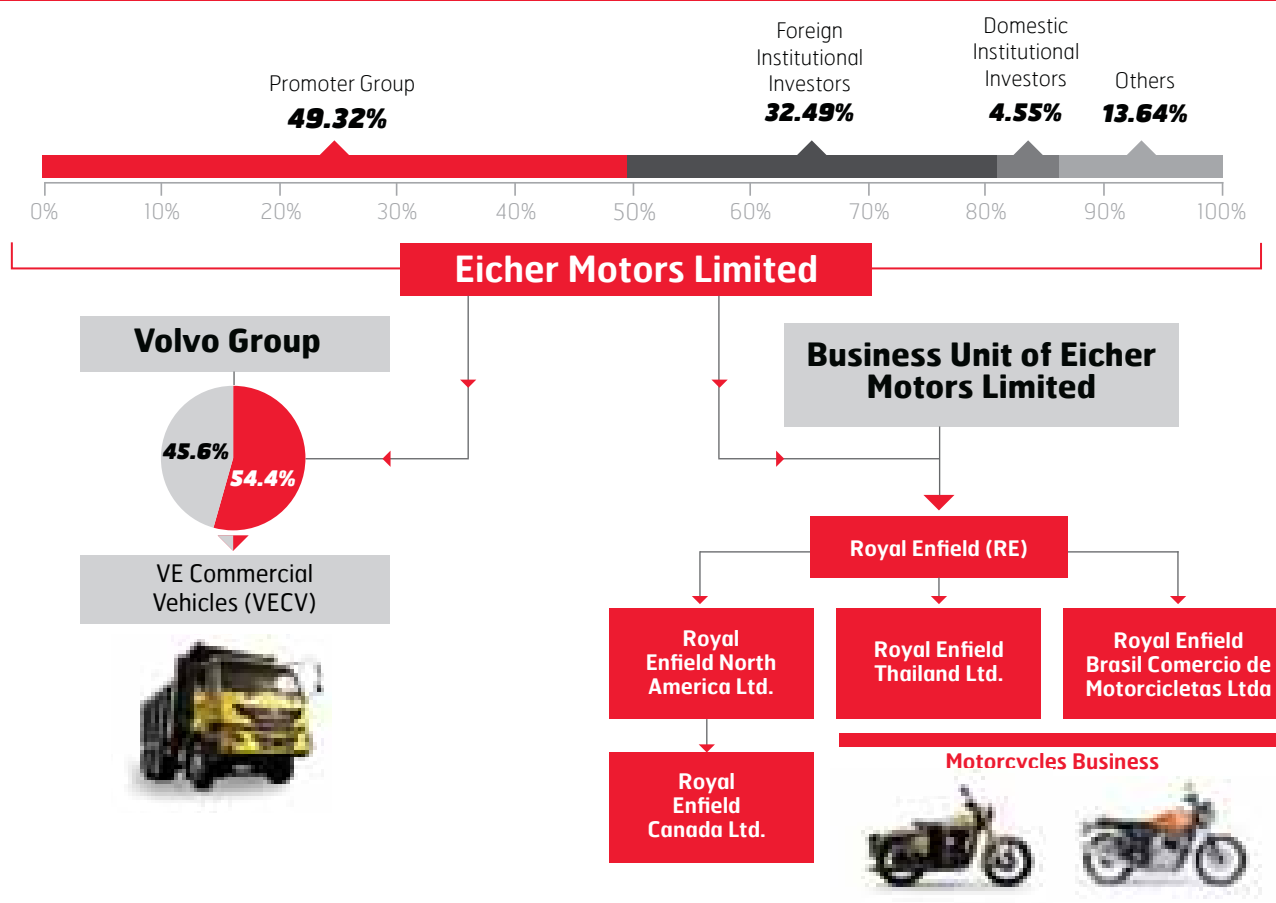 Promoter Group
49.32%
Foreign
Institutional
Investors
32.49%
Domestic
Institutional
Investors
4.55%
Others
13.64%
0%
10%
20%
30%
40%
50%
60%
70%
80%
90%
100%
Eicher Motors Limited
Volvo Group
45.6%
54.4%
VE Commercial
Vehicles (VECV)
Business Unit of Eicher
Motors Limited
Royal Enfield (RE)
Royal
Enfield North
America Ltd.
Royal Enfield
Thailand Ltd.
Royal Enfield
Brasil Comercio de
Motorcicletas Ltda
Royal
Enfield
Canada Ltd.
Motorcycles Business